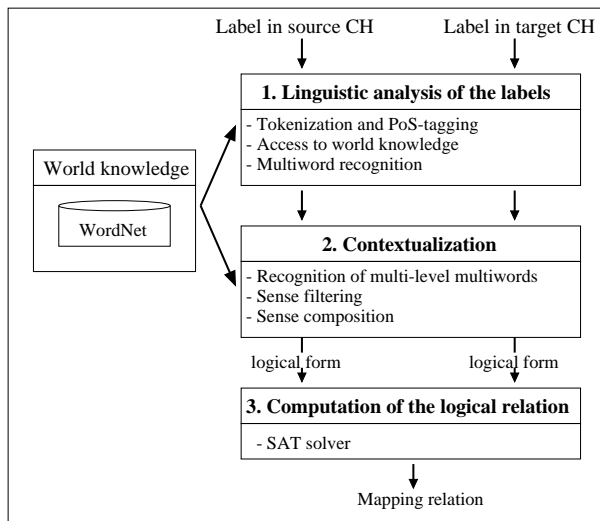 Label in source CH Label in target CH
1. Linguistic analysis of the labels
- Tokenization and PoS-tagging
- Access to world knowledge
- Multiword recognition
World knowledge
WordNet
2. Contextualization
- Recognition of multi-level multiwords
- Sense filtering
- Sense composition
logical form logical form
3. Computation of the logical relation
- SAT solver
Mapping relation